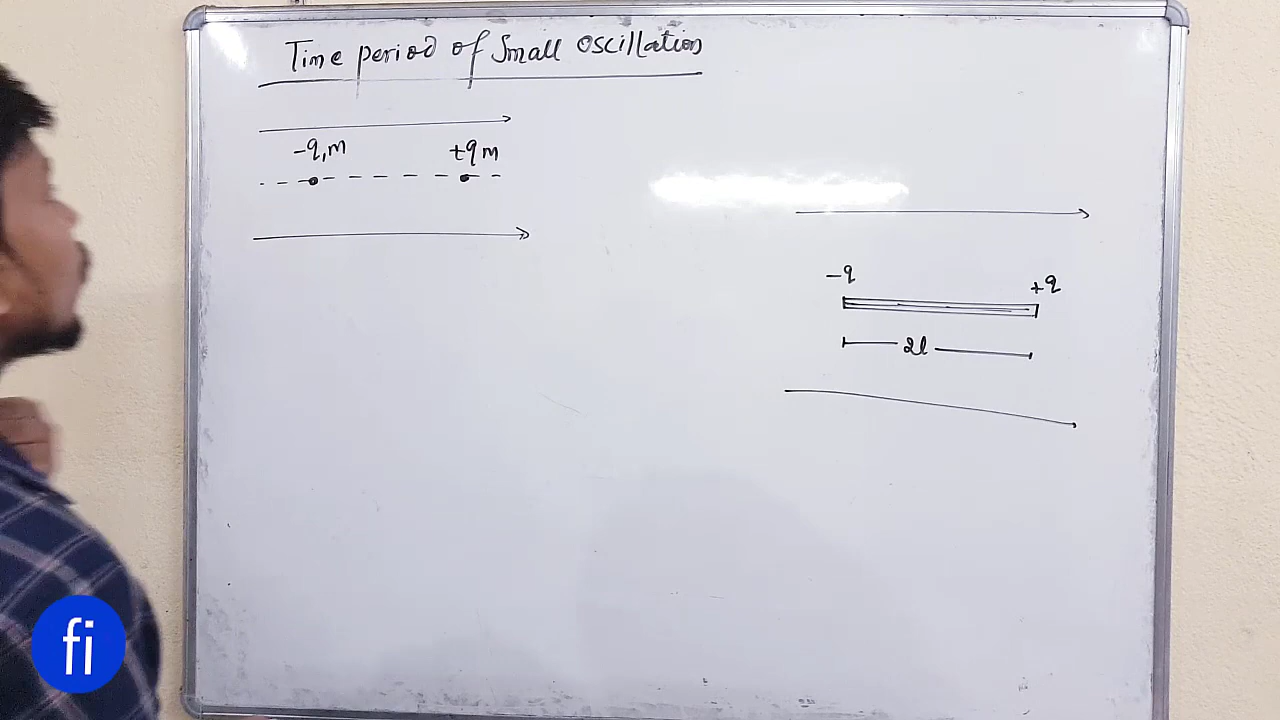 Time period of Small Oscillation
-q,m +q m
-q +q
2l
fi